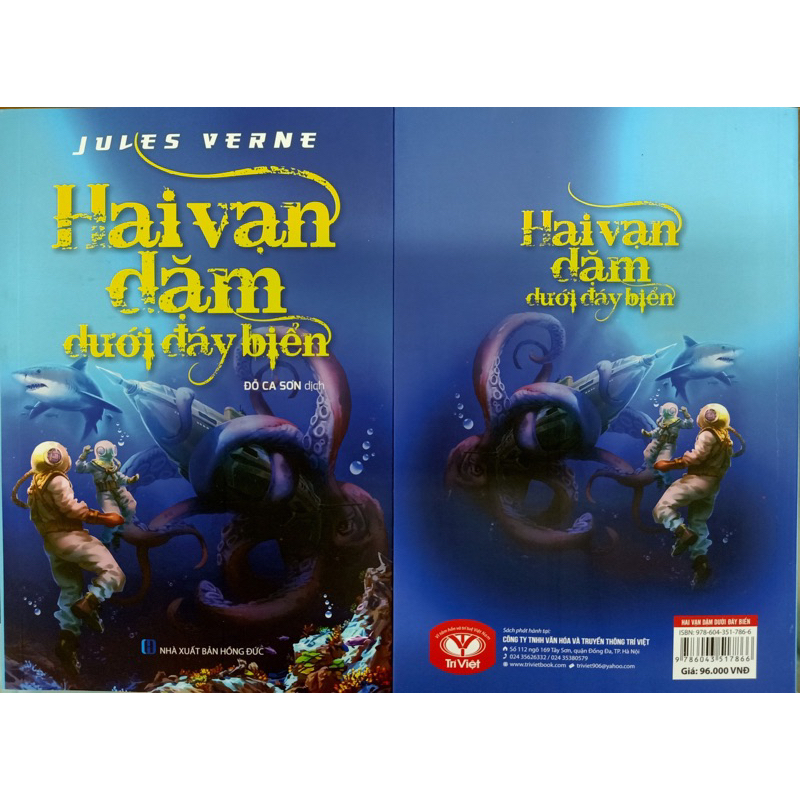 JULES VERNE
Hai vạn
dặm
dưới đáy biển
ĐỖ CA SƠN dịch
NHÀ XUẤT BẢN HỒNG ĐỨC
Hai vạn
dặm
dưới đáy biển
Trí Việt
Sách phát hành tại:
CÔNG TY TNHH VĂN HÓA VÀ TRUYỀN THÔNG TRÍ VIỆT
Số 112 ngõ 169 Tây Sơn, quận Đống Đa, TP. Hà Nội
024 35626332 / 024 35380579
www.trivietbook.com triviet906@yahoo.com
HAI VẠN DẶM DƯỚI ĐÁY BIỂN
ISBN: 978-604-351-786-6
9 786043 517866
Giá: 96.000 VNĐ